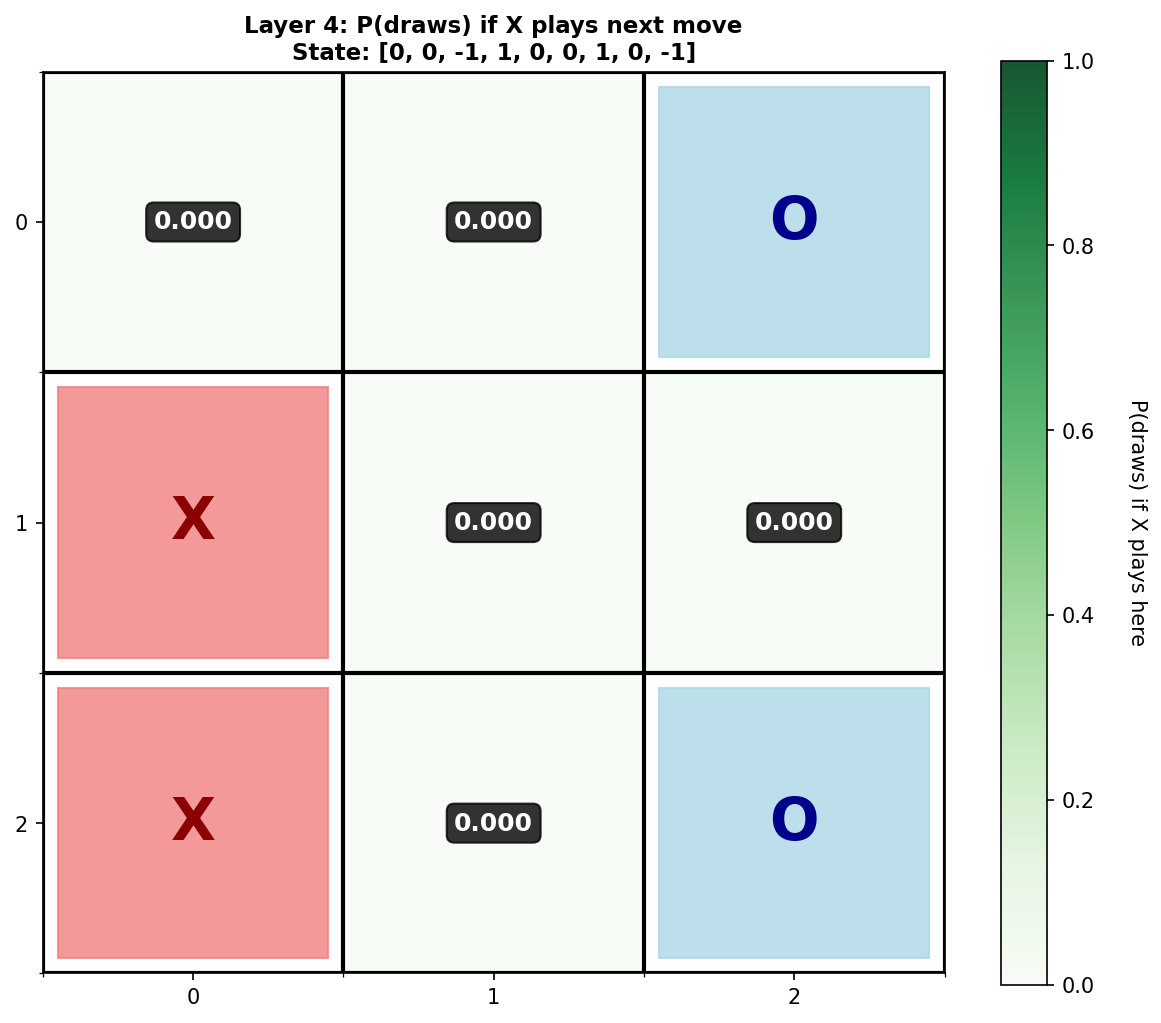 Layer 4: P(draws) if X plays next move
State: [0, 0, -1, 1, 0, 0, 1, 0, -1]
0
0.000
0.000
O
1
X
0.000
0.000
2
X
0.000
O
0
1
2
1.0
0.8
0.6
0.4
0.2
0.0
P(draws) if X plays here